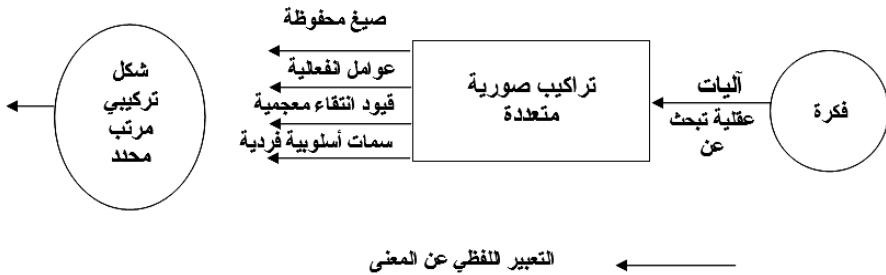 فكرة
آليات
عقلية تبحث
عن
تراكيب صورية
متعددة
صيغ محفوظة
عوامل انفعالية
قيود انتقاء معجمية
سمات أسلوبية فردية
شكل
تركيبي
مرتب
محدد
التعبير اللفظي عن المعنى